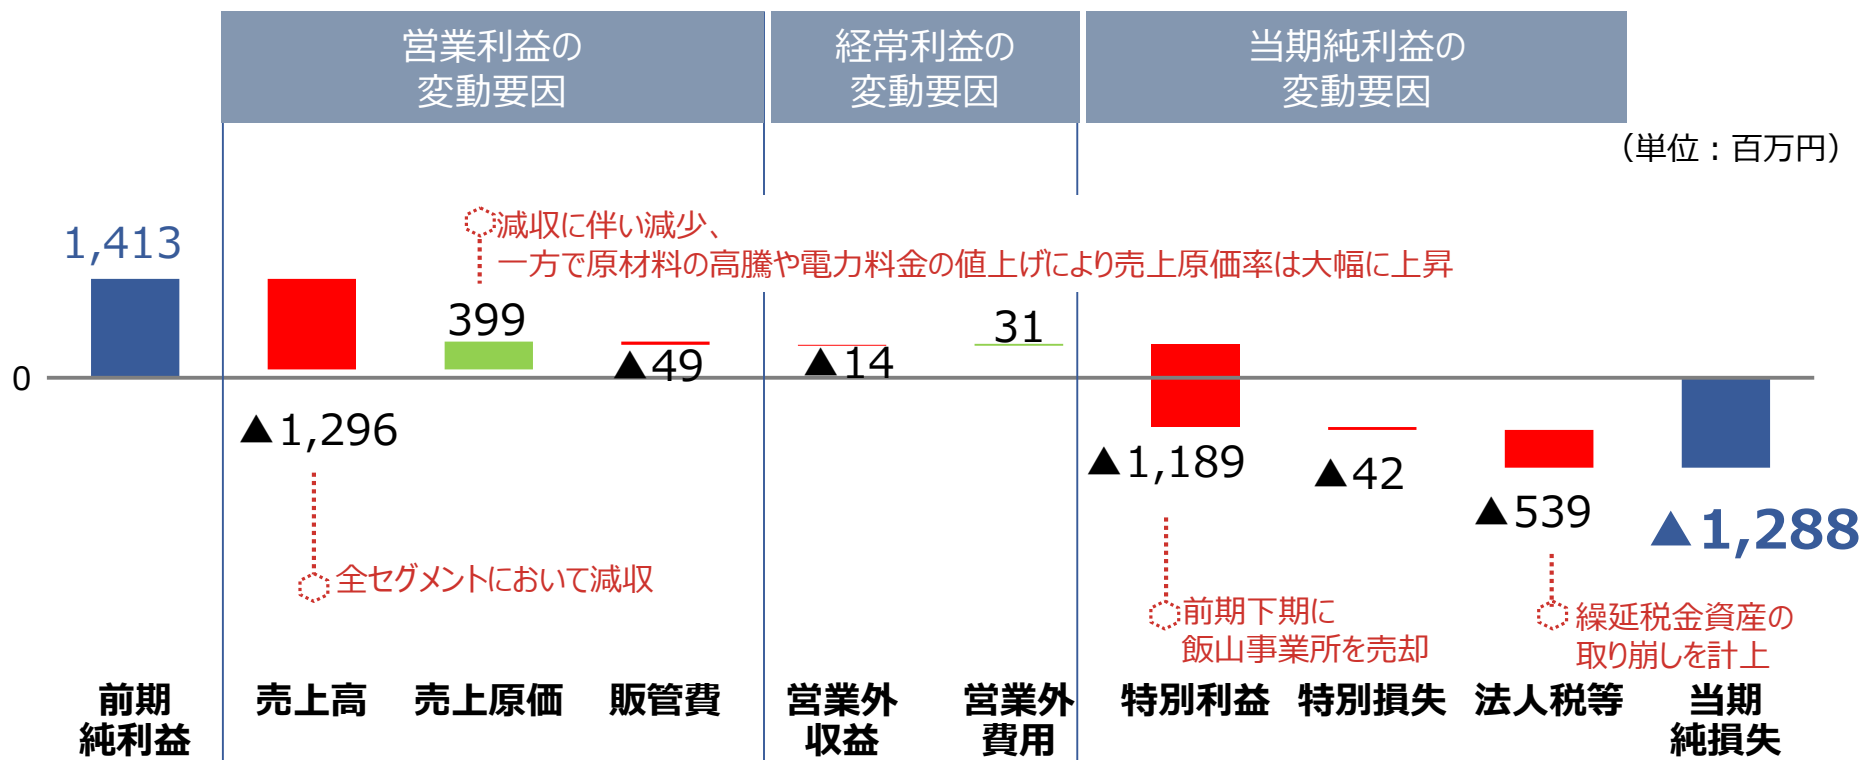 営業利益の
変動要因
経常利益の
変動要因
当期純利益の
変動要因
（単位：百万円）
減収に伴い減少、
一方で原材料の高騰や電力料金の値上げにより売上原価率は大幅に上昇
1,413
399
▲49
▲14
31
0
▲1,296
▲1,189
▲42
▲539
▲1,288
全セグメントにおいて減収
前期下期に
飯山事業所を売却
繰延税金資産の
取り崩しを計上
前期
純利益
売上高
売上原価
販管費
営業外
収益
営業外
費用
特別利益
特別損失
法人税等
当期
純損失